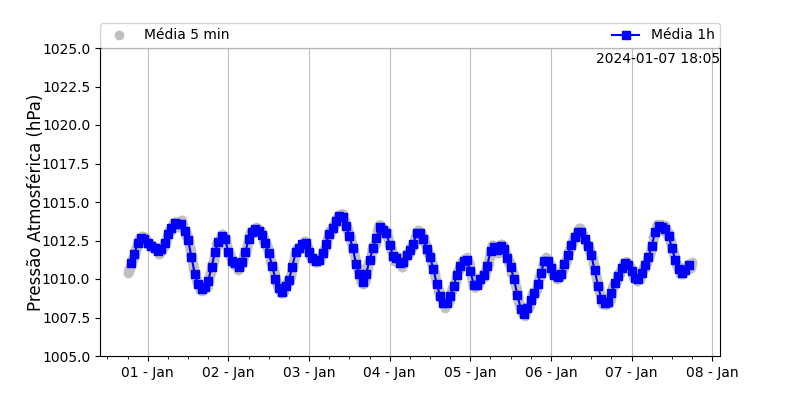 Média 5 min
Média 1h
2024-01-07 18:05
Pressão Atmosférica (hPa)
1025.0
1022.5
1020.0
1017.5
1015.0
1012.5
1010.0
1007.5
1005.0
01 - Jan
02 - Jan
03 - Jan
04 - Jan
05 - Jan
06 - Jan
07 - Jan
08 - Jan